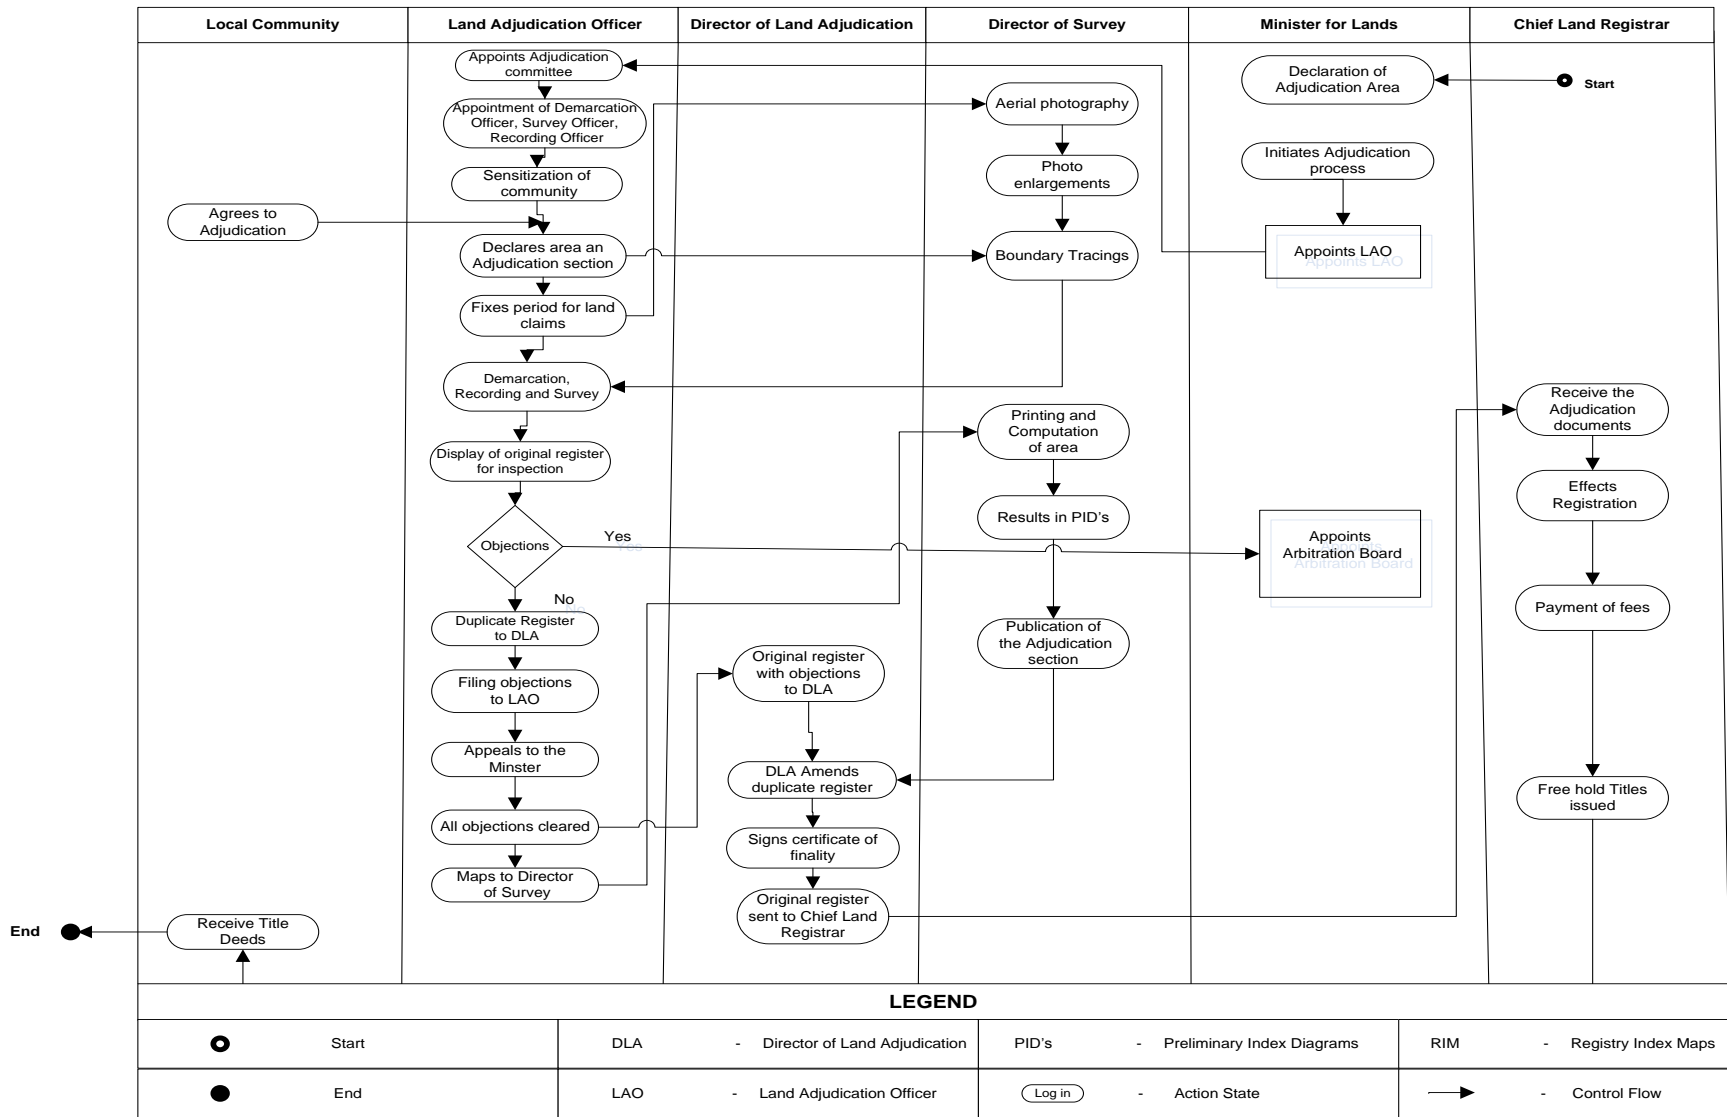 Local Community
Land Adjudication Officer
Director of Land Adjudication
Director of Survey
Minister for Lands
Chief Land Registrar
Appoints Adjudication
committee
Declaration of
Adjudication Area
Start
Appointment of Demarcation
Officer, Survey Officer,
Recording Officer
Aerial photography
Sensitization of
community
Photo
enlargements
Initiates Adjudication
process
Agrees to
Adjudication
Declares area an
Adjudication section
Boundary Tracings
Appoints LAO
Appoints LAO
Fixes period for land
claims
Demarcation,
Recording and Survey
Printing and
Computation
of area
Receive the
Adjudication
documents
Display of original register
for inspection
Effects
Registration
Results in PID's
Objections
Yes
Yes
Appoints
Arbitration Board
Appoints
Arbitration Board
No
No
Duplicate Register
to DLA
Publication of
the Adjudication
section
Payment of fees
Original register
with objections
to DLA
Filing objections
to LAO
Appeals to the
Minster
DLA Amends
duplicate register
Free hold Titles
issued
All objections cleared
Signs certificate of
finality
Maps to Director
of Survey
Original register
sent to Chief Land
Registrar
End
Receive Title
Deeds
LEGEND
Start
DLA - Director of Land Adjudication
PID's - Preliminary Index Diagrams
RIM - Registry Index Maps
End
LAO - Land Adjudication Officer
Log in - Action State
- Control Flow